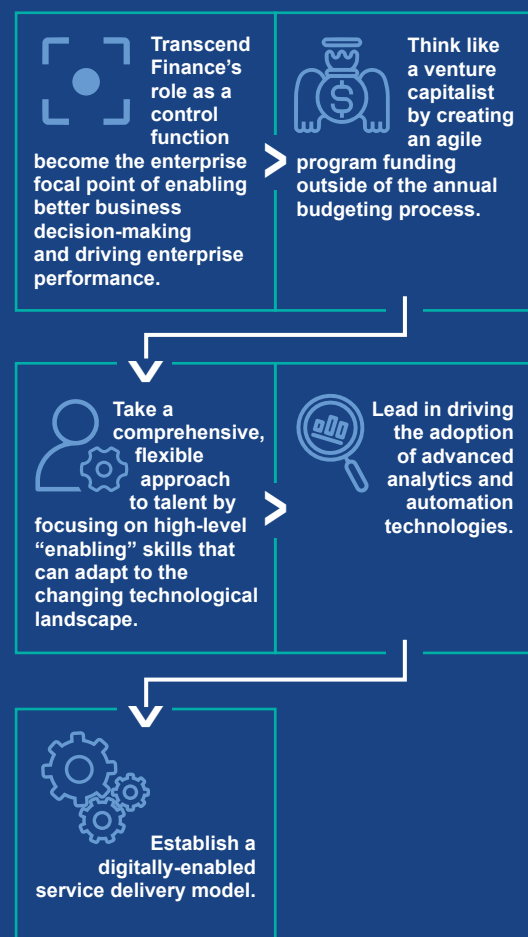 Transcend
Finance’s
role as a
control
function
become the enterprise
focal point of enabling
better business
decision-making
and driving enterprise
performance.
>
Think like
a venture
capitalist
by creating
an agile
program funding
outside of the annual
budgeting process.
$
Take a
comprehensive,
flexible
approach
to talent by
focusing on high-level
“enabling” skills that
can adapt to the
changing technological
landscape.
>
Lead in driving
the adoption
of advanced
analytics and
automation
technologies.
Establish a
digitally-enabled
service delivery model.